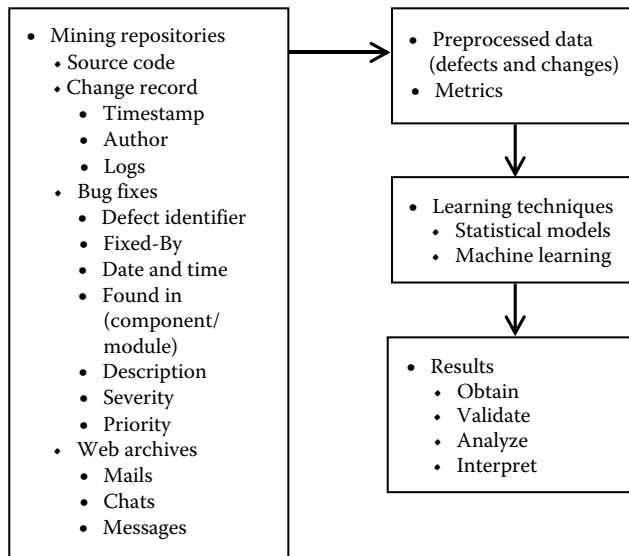 • Mining repositories
⬩ Source code
⬩ Change record
• Timestamp
• Author
• Logs
⬩ Bug fixes
• Defect identifier
• Fixed-By
• Date and time
• Found in
(component/
module)
• Description
• Severity
• Priority
⬩ Web archives
• Mails
• Chats
• Messages
• Preprocessed data
(defects and changes)
• Metrics
• Learning techniques
⬩ Statistical models
⬩ Machine learning
• Results
⬩ Obtain
⬩ Validate
⬩ Analyze
⬩ Interpret